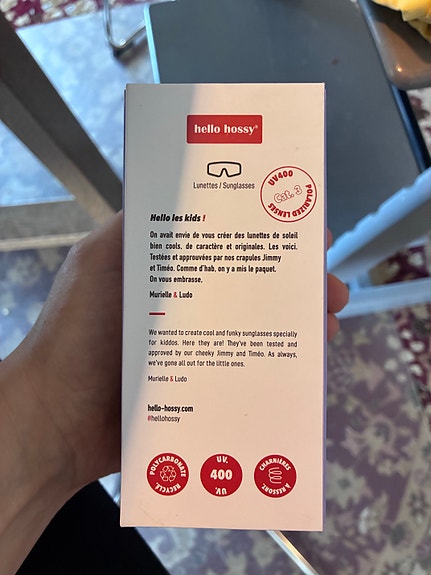 hello hossy®
Lunettes / Sunglasses
UV400
Cat. 3
POLARIZED LENSES
Hello les kids !
On avait envie de vous créer des lunettes de soleil
bien cools, de caractère et originales. Les voici.
Testées et approuvées par nos crapules Jimmy
et Timéo. Comme d'hab, on y a mis le paquet.
On vous embrasse.
Murielle & Ludo
We wanted to create cool and funky sunglasses specially
for kiddos. Here they are! They've been tested and
approved by our cheeky Jimmy and Timéo. As always,
we've gone all out for the little ones.
Murielle & Ludo
hello-hossy.com
#hellohossy
POLYCARBONATE
RECYCLÉ.
UV.
400
UV.
CHARNIÈRES
À RESSORT.